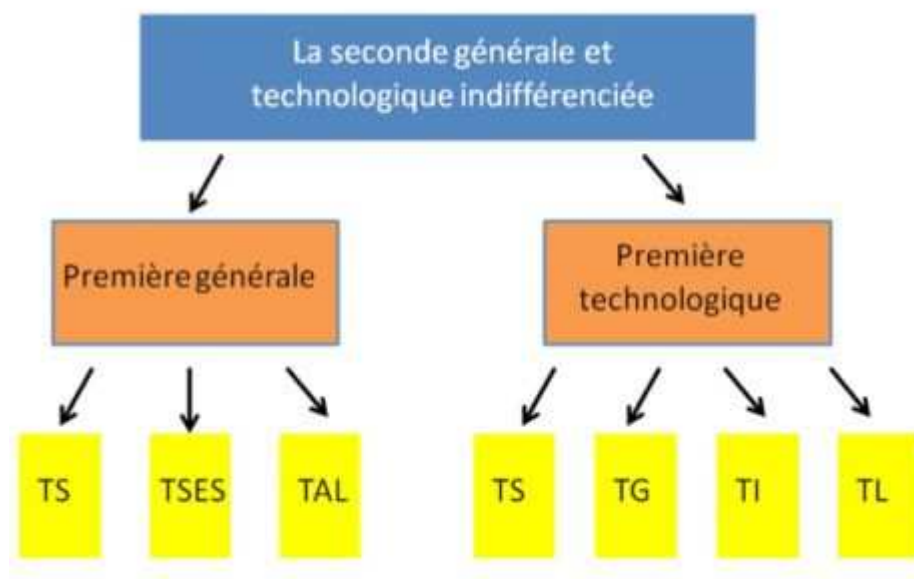 La seconde générale et
technologique indifférenciée
Première générale
Première
technologique
TS
TSES
TAL
TS
TG
TI
TL